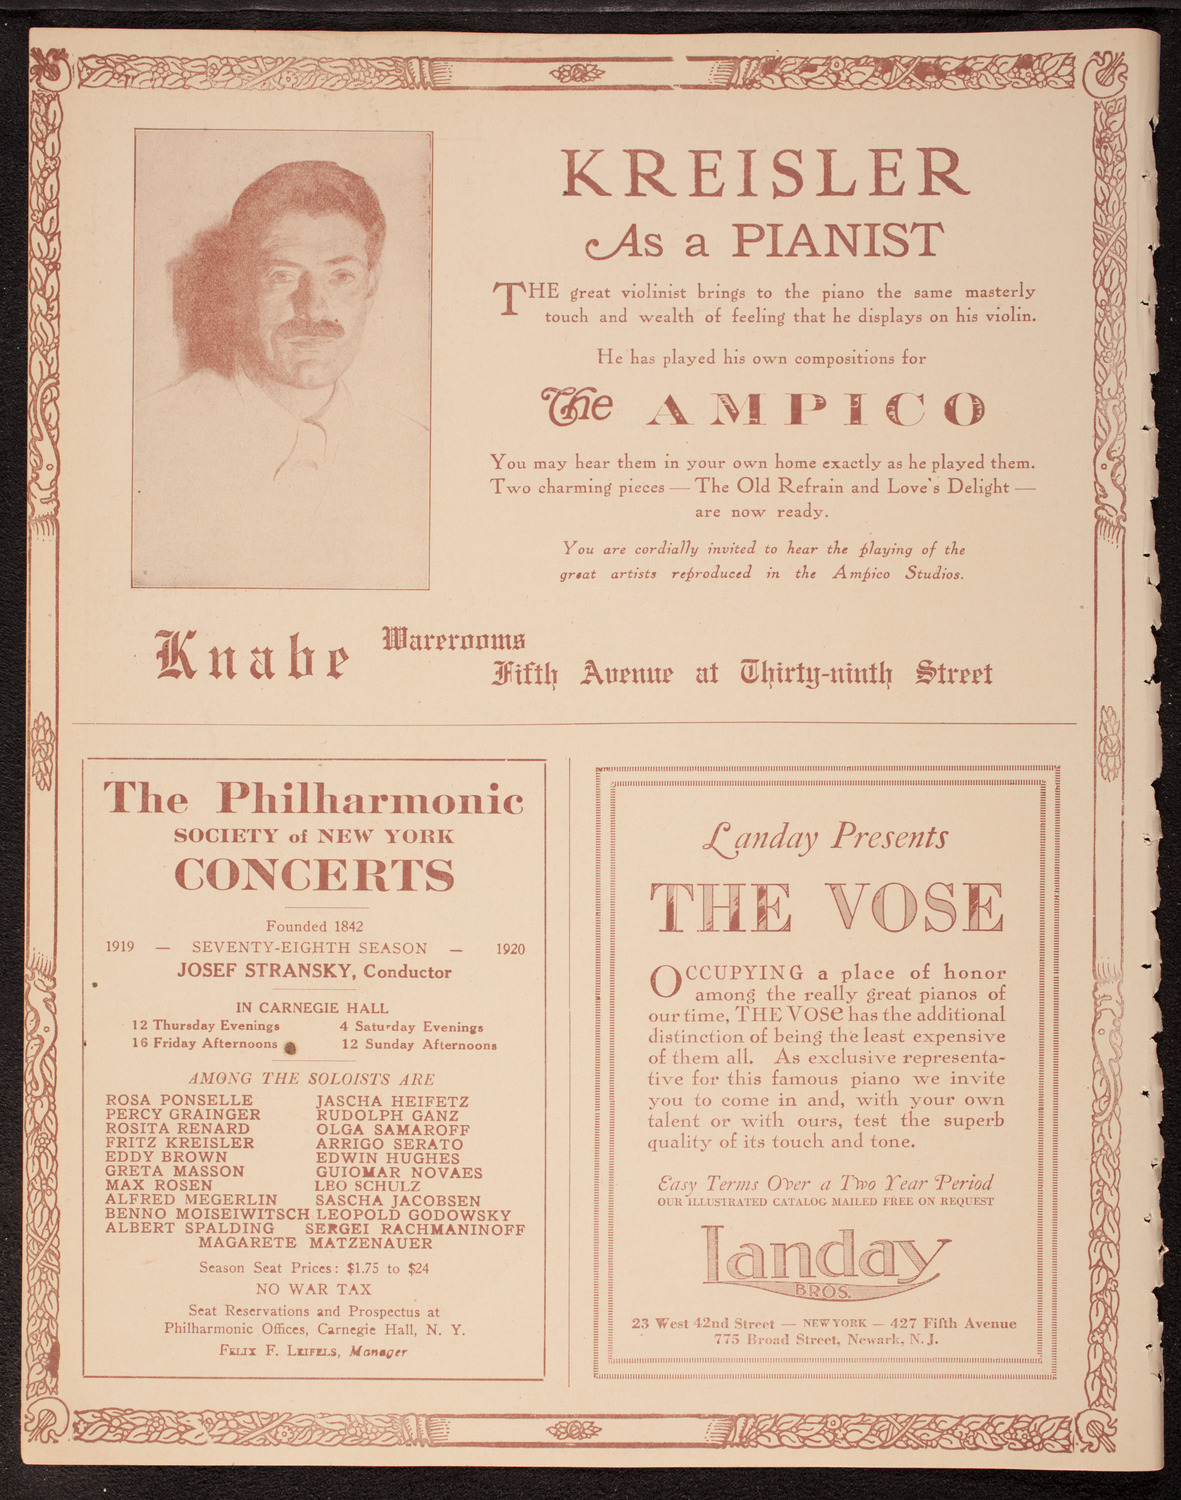 KREISLER
As a PIANIST
THE great violinist brings to the piano the same masterly
touch and wealth of feeling that he displays on his violin.
He has played his own compositions for
The AMPICO
You may hear them in your own home exactly as he played them.
Two charming pieces — The Old Refrain and Love's Delight —
are now ready.
You are cordially invited to hear the playing of the
great artists reproduced in the Ampico Studios.
Knabe Warerooms
Fifth Avenue at Thirty-ninth Street
The Philharmonic
SOCIETY of NEW YORK
CONCERTS
Founded 1842
1919 — SEVENTY-EIGHTH SEASON — 1920
JOSEF STRANSKY, Conductor
IN CARNEGIE HALL
12 Thursday Evenings 4 Saturday Evenings
16 Friday Afternoons 12 Sunday Afternoons
AMONG THE SOLOISTS ARE
ROSA PONSELLE JASCHA HEIFETZ
PERCY GRAINGER RUDOLPH GANZ
ROSITA RENARD OLGA SAMAROFF
FRITZ KREISLER ARRIGO SERATO
EDDY BROWN EDWIN HUGHES
GRETA MASSON GUIOMAR NOVAES
MAX ROSEN LEO SCHULZ
ALFRED MEGERLIN SASCHA JACOBSEN
BENNO MOISEIWITSCH LEOPOLD GODOWSKY
ALBERT SPALDING SERGEI RACHMANINOFF
MAGARETE MATZENAUER
Season Seat Prices: $1.75 to $24
NO WAR TAX
Seat Reservations and Prospectus at
Philharmonic Offices, Carnegie Hall, N. Y.
FELIX F. LEIFELS, Manager
Landay Presents
THE VOSE
OCCUPYING a place of honor
among the really great pianos of
our time, THE VOSE has the additional
distinction of being the least expensive
of them all. As exclusive representa-
tive for this famous piano we invite
you to come in and, with your own
talent or with ours, test the superb
quality of its touch and tone.
Easy Terms Over a Two Year Period
OUR ILLUSTRATED CATALOG MAILED FREE ON REQUEST
Landay
BROS.
23 West 42nd Street — NEW YORK — 427 Fifth Avenue
775 Broad Street, Newark, N. J.